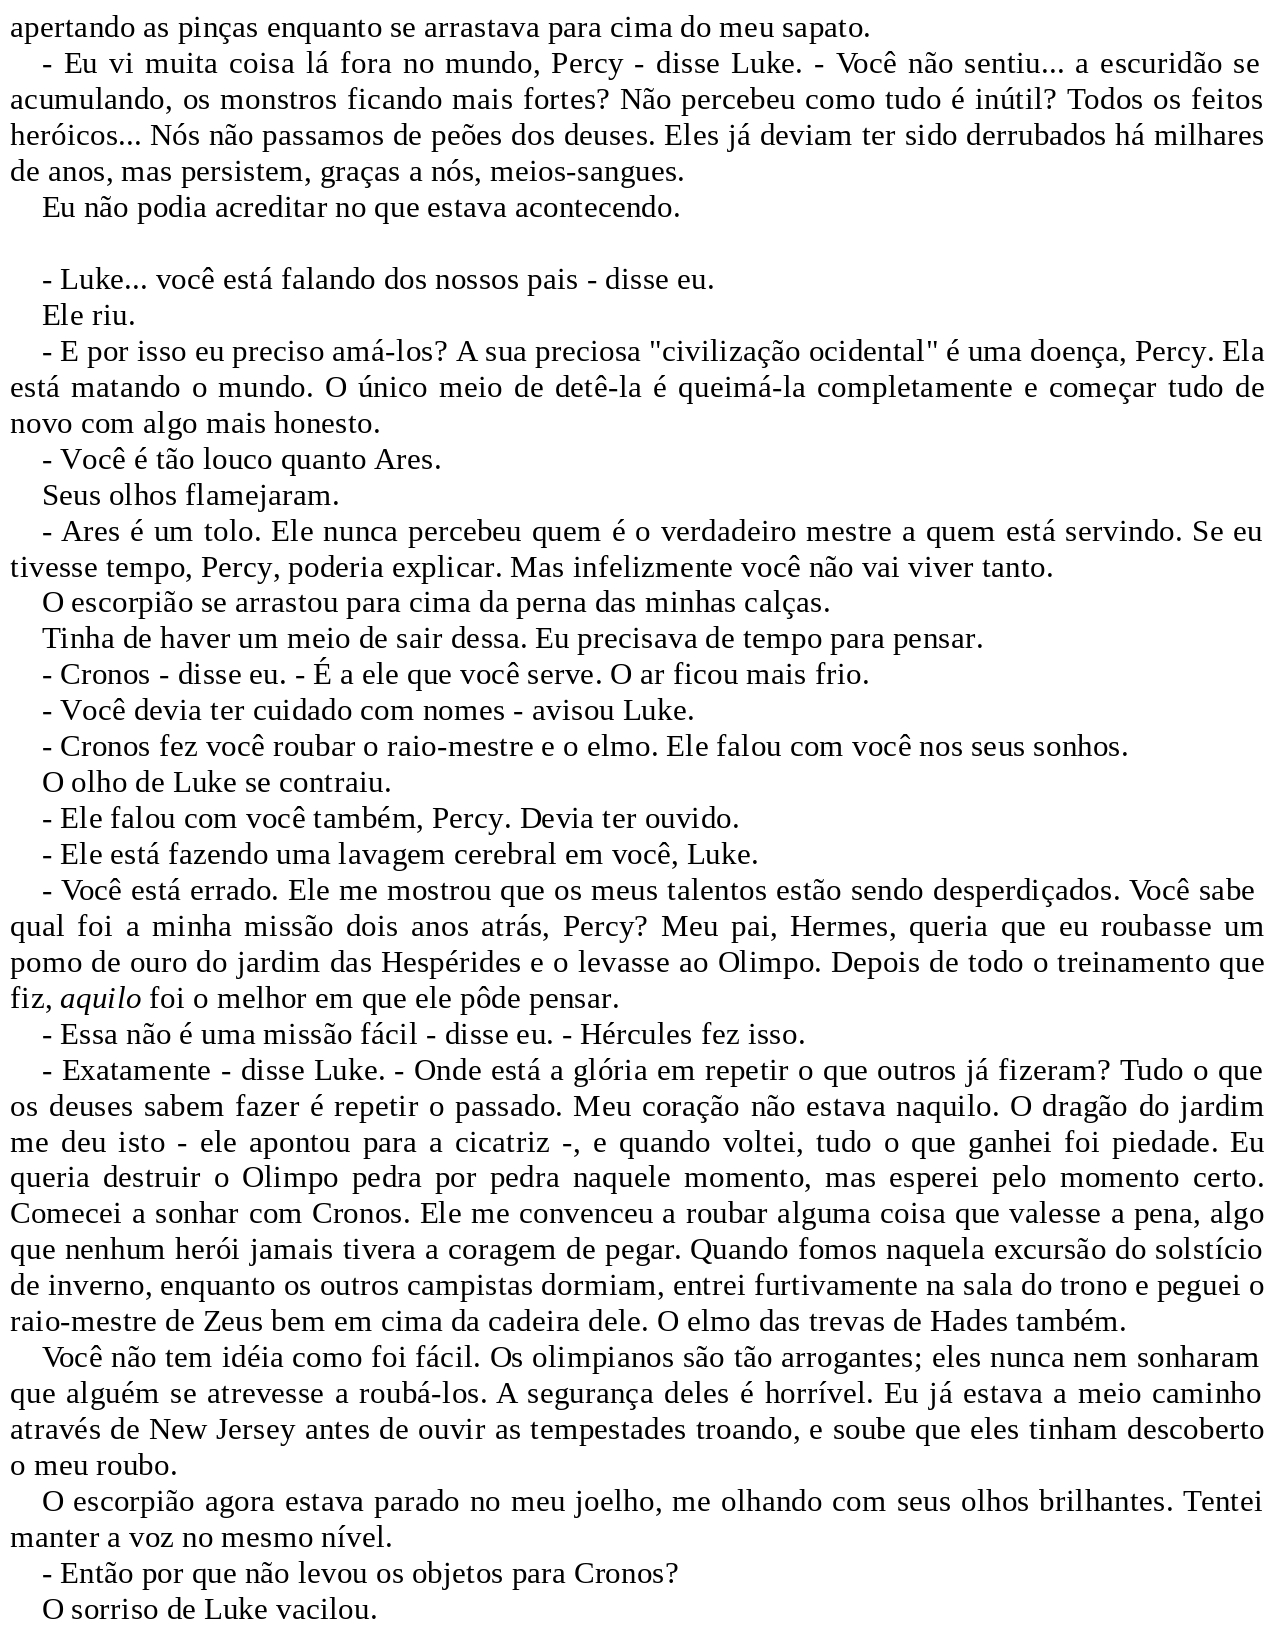 apertando as pinças enquanto se arrastava para cima do meu sapato.
- Eu vi muita coisa lá fora no mundo, Percy - disse Luke. - Você não sentiu... a escuridão se
acumulando, os monstros ficando mais fortes? Não percebeu como tudo é inútil? Todos os feitos
heróicos... Nós não passamos de peões dos deuses. Eles já deviam ter sido derrubados há milhares
de anos, mas persistem, graças a nós, meios-sangues.
Eu não podia acreditar no que estava acontecendo.
- Luke... você está falando dos nossos pais - disse eu.
Ele riu.
- E por isso eu preciso amá-los? A sua preciosa "civilização ocidental" é uma doença, Percy. Ela
está matando o mundo. O único meio de detê-la é queimá-la completamente e começar tudo de
novo com algo mais honesto.
- Você é tão louco quanto Ares.
Seus olhos flamejaram.
- Ares é um tolo. Ele nunca percebeu quem é o verdadeiro mestre a quem está servindo. Se eu
tivesse tempo, Percy, poderia explicar. Mas infelizmente você não vai viver tanto.
O escorpião se arrastou para cima da perna das minhas calças.
Tinha de haver um meio de sair dessa. Eu precisava de tempo para pensar.
- Cronos - disse eu. - É a ele que você serve. O ar ficou mais frio.
- Você devia ter cuidado com nomes - avisou Luke.
- Cronos fez você roubar o raio-mestre e o elmo. Ele falou com você nos seus sonhos.
O olho de Luke se contraiu.
- Ele falou com você também, Percy. Devia ter ouvido.
- Ele está fazendo uma lavagem cerebral em você, Luke.
- Você está errado. Ele me mostrou que os meus talentos estão sendo desperdiçados. Você sabe
qual foi a minha missão dois anos atrás, Percy? Meu pai, Hermes, queria que eu roubasse um
pomo de ouro do jardim das Hespérides e o levasse ao Olimpo. Depois de todo o treinamento que
fiz, aquilo foi o melhor em que ele pôde pensar.
- Essa não é uma missão fácil - disse eu. - Hércules fez isso.
- Exatamente - disse Luke. - Onde está a glória em repetir o que outros já fizeram? Tudo o que
os deuses sabem fazer é repetir o passado. Meu coração não estava naquilo. O dragão do jardim
me deu isto - ele apontou para a cicatriz -, e quando voltei, tudo o que ganhei foi piedade. Eu
queria destruir o Olimpo pedra por pedra naquele momento, mas esperei pelo momento certo.
Comecei a sonhar com Cronos. Ele me convenceu a roubar alguma coisa que valesse a pena, algo
que nenhum herói jamais tivera a coragem de pegar. Quando fomos naquela excursão do solstício
de inverno, enquanto os outros campistas dormiam, entrei furtivamente na sala do trono e peguei o
raio-mestre de Zeus bem em cima da cadeira dele. O elmo das trevas de Hades também.
Você não tem idéia como foi fácil. Os olimpianos são tão arrogantes; eles nunca nem sonharam
que alguém se atrevesse a roubá-los. A segurança deles é horrível. Eu já estava a meio caminho
através de New Jersey antes de ouvir as tempestades troando, e soube que eles tinham descoberto
o meu roubo.
O escorpião agora estava parado no meu joelho, me olhando com seus olhos brilhantes. Tentei
manter a voz no mesmo nível.
- Então por que não levou os objetos para Cronos?
O sorriso de Luke vacilou.